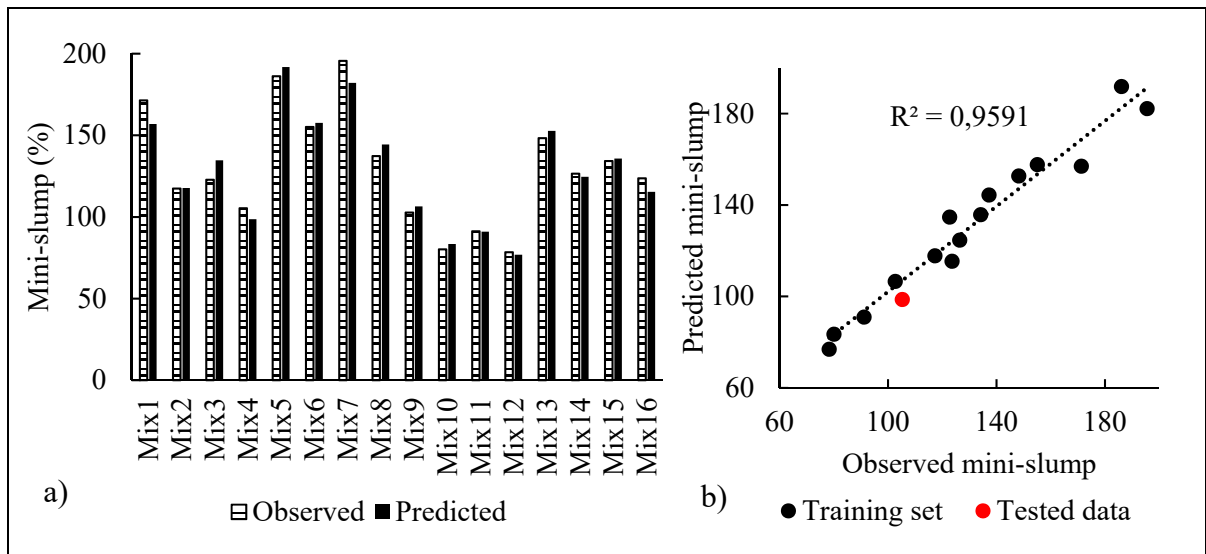 Mini-slump (%)
200
150
100
50
0
Mix1
Mix2
Mix3
Mix4
Mix5
Mix6
Mix7
Mix8
Mix9
Mix10
Mix11
Mix12
Mix13
Mix14
Mix15
Mix16
a)
Observed Predicted
Predicted mini-slump
180
140
100
60
R² = 0,9591
60 100 140 180
Observed mini-slump
b)
Training set Tested data